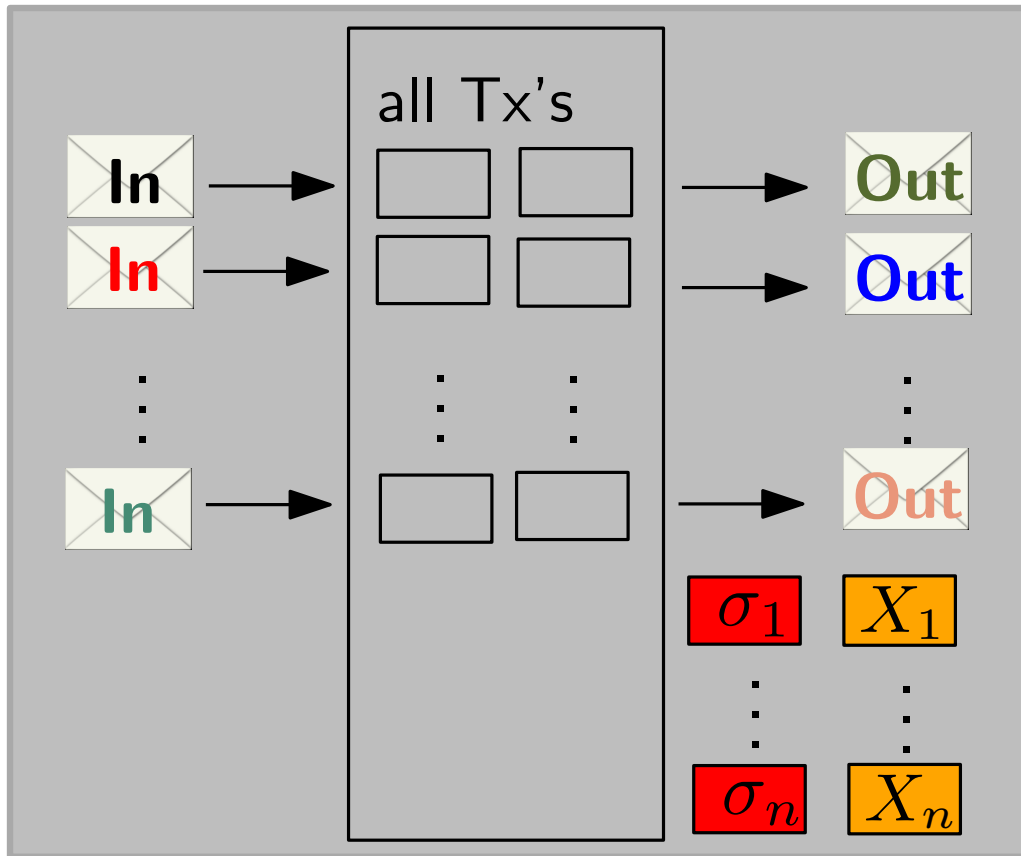 all Tx's
In Out
In Out
In Out
σ₁ X₁
σₙ Xₙ